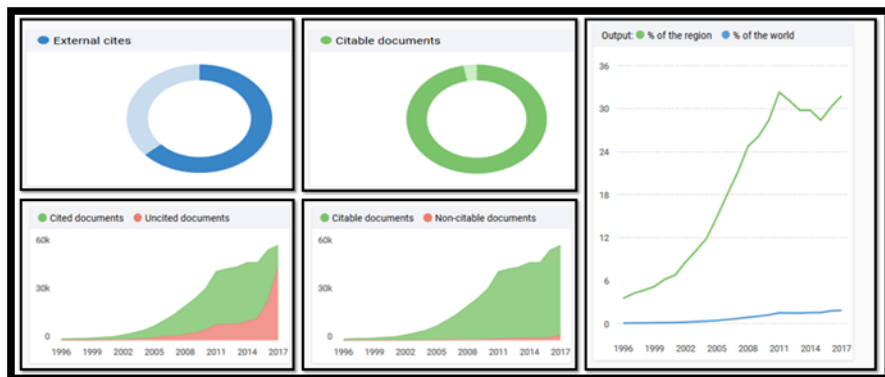 External cites
Citable documents
Output: % of the region % of the world
36
30
24
18
12
6
0
1996 1999 2002 2005 2008 2011 2014 2017
Cited documents Uncited documents
60k
30k
0
1996 1999 2002 2005 2008 2011 2014 2017
Citable documents Non-citable documents
60k
30k
0
1996 1999 2002 2005 2008 2011 2014 2017